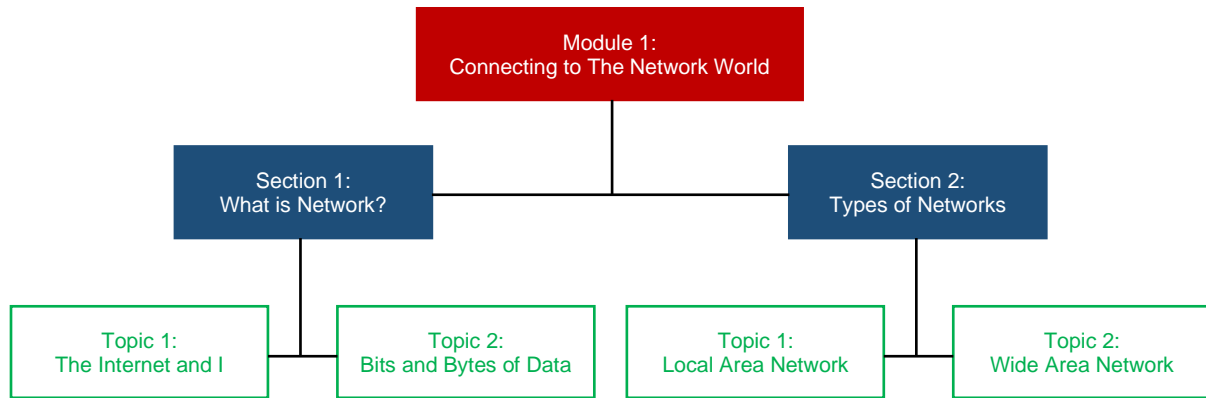 Module 1:
Connecting to The Network World
Section 1:
What is Network?
Section 2:
Types of Networks
Topic 1:
The Internet and I
Topic 2:
Bits and Bytes of Data
Topic 1:
Local Area Network
Topic 2:
Wide Area Network